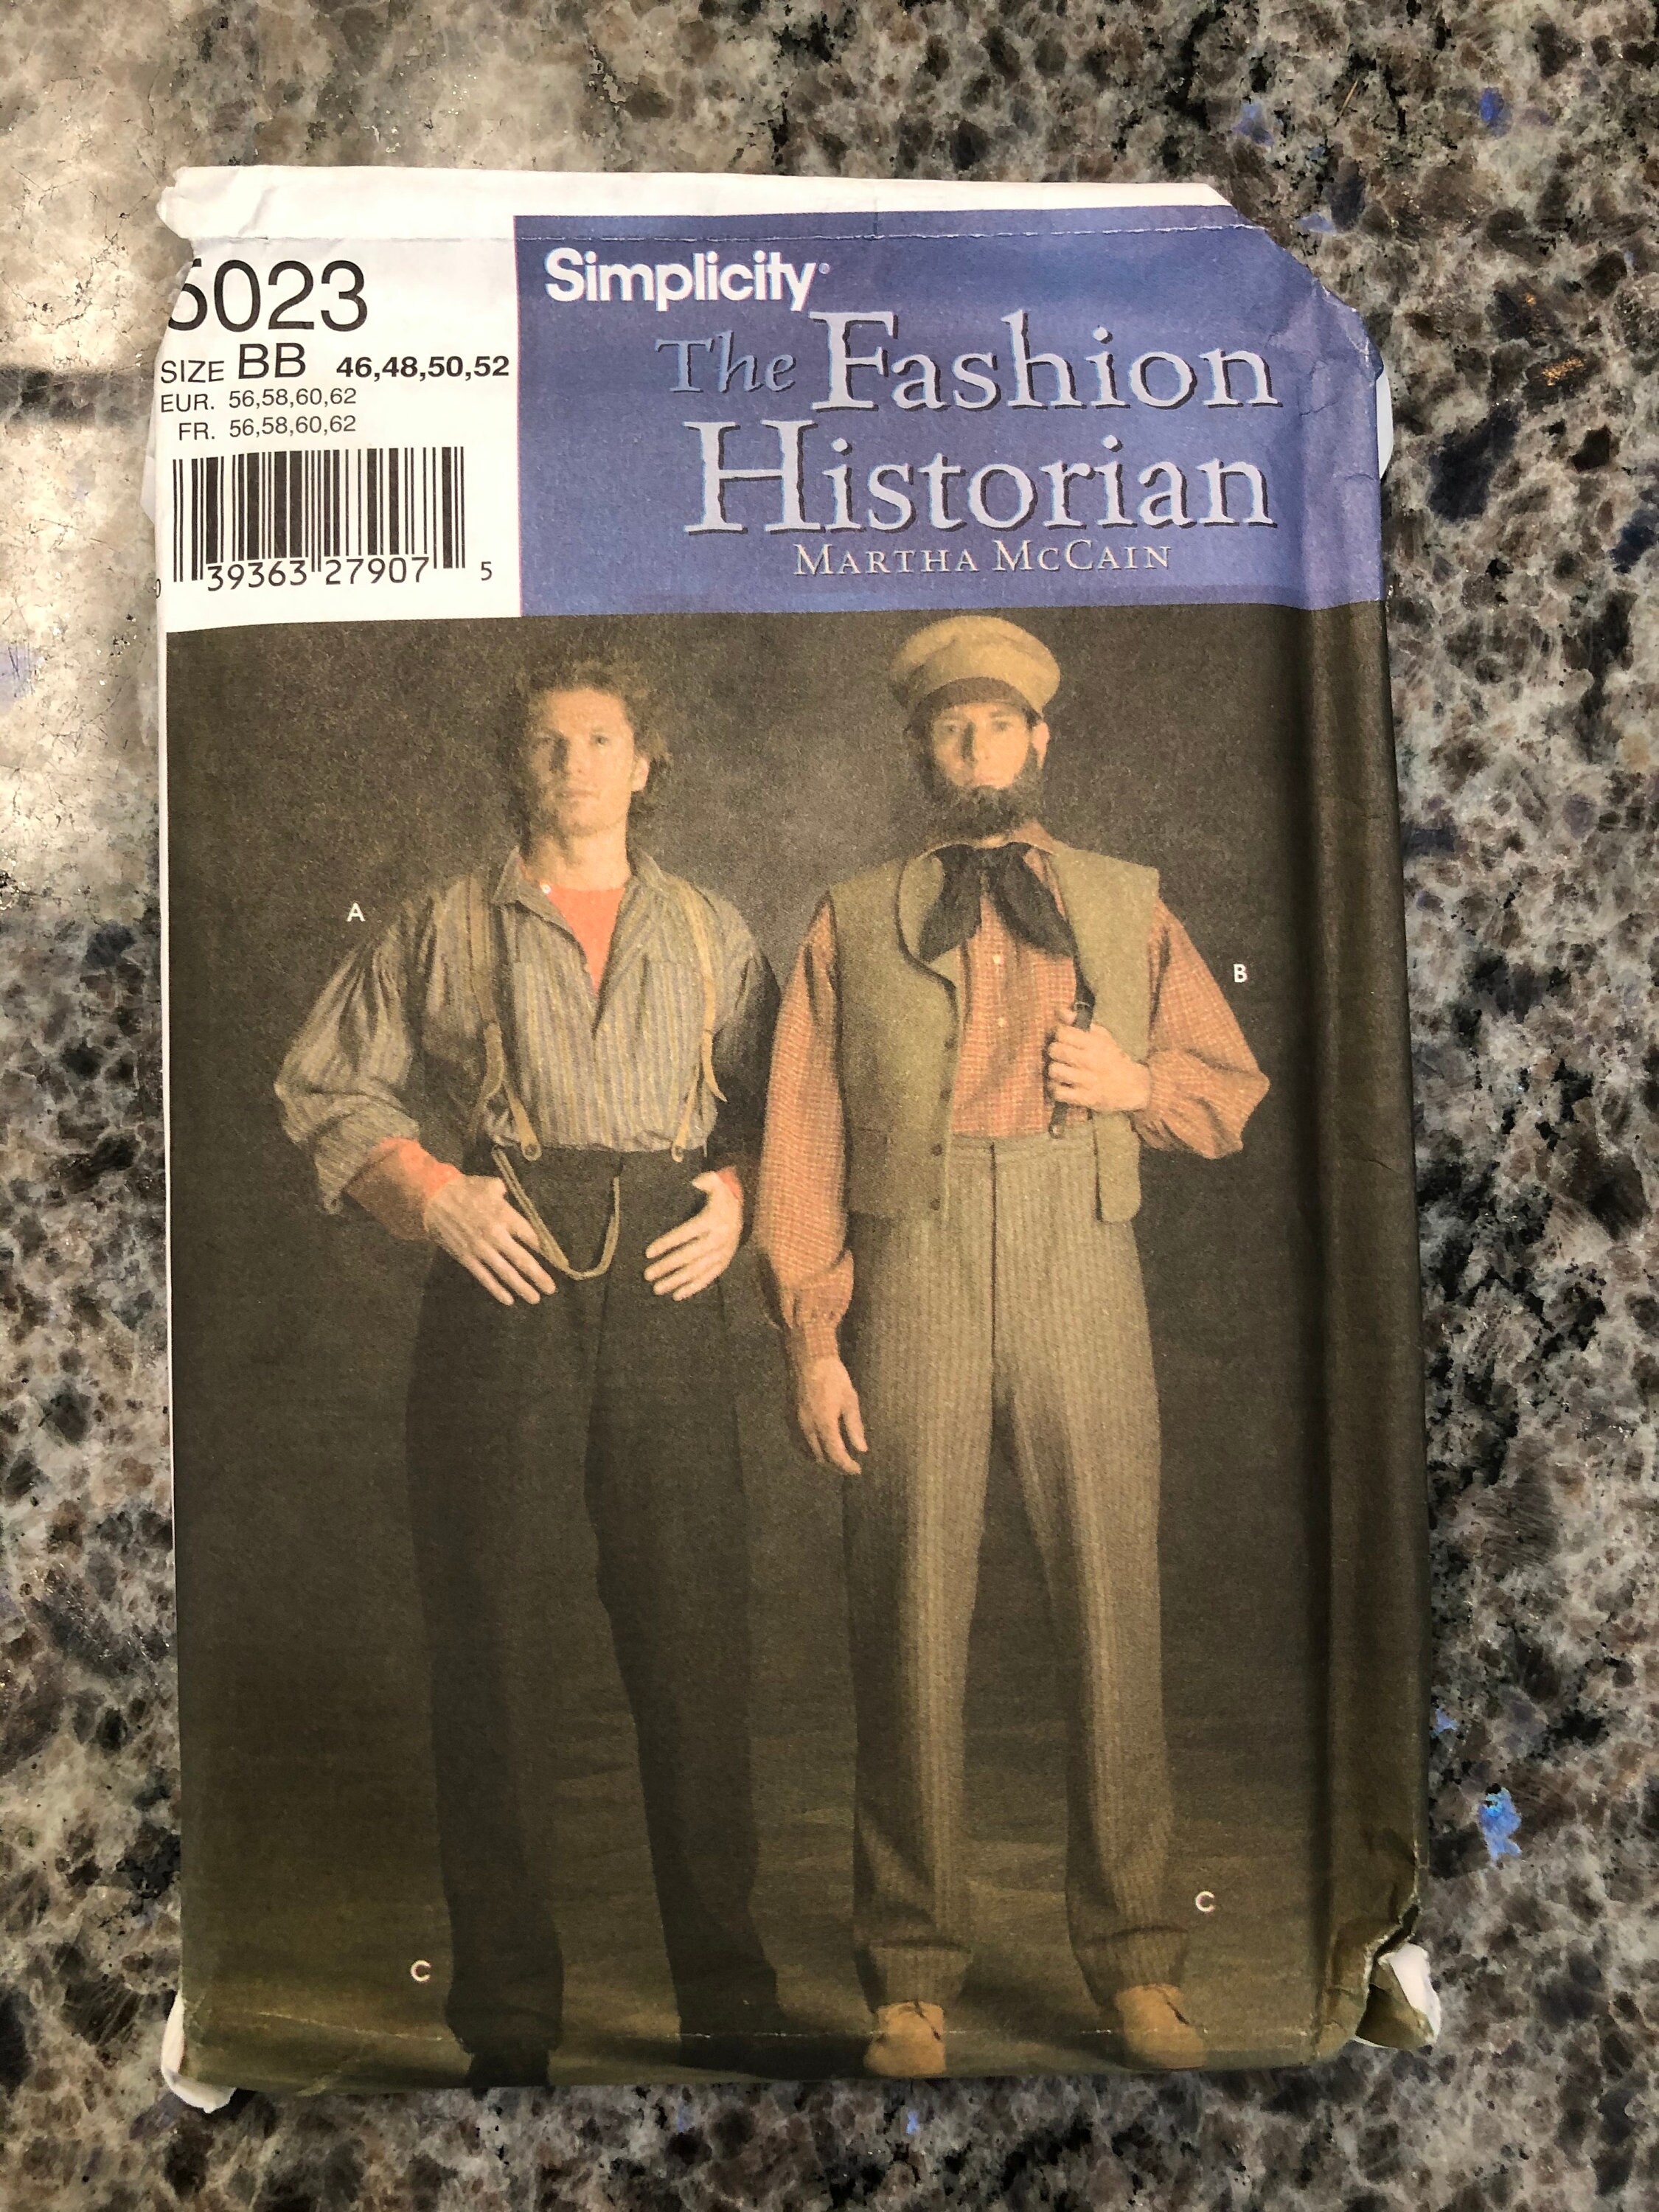 5023
SIZE BB 46,48,50,52
EUR. 56,58,60,62
FR. 56,58,60,62
39363 27907 5
Simplicity®
The Fashion
Historian
MARTHA MCCAIN
A
B
C
C